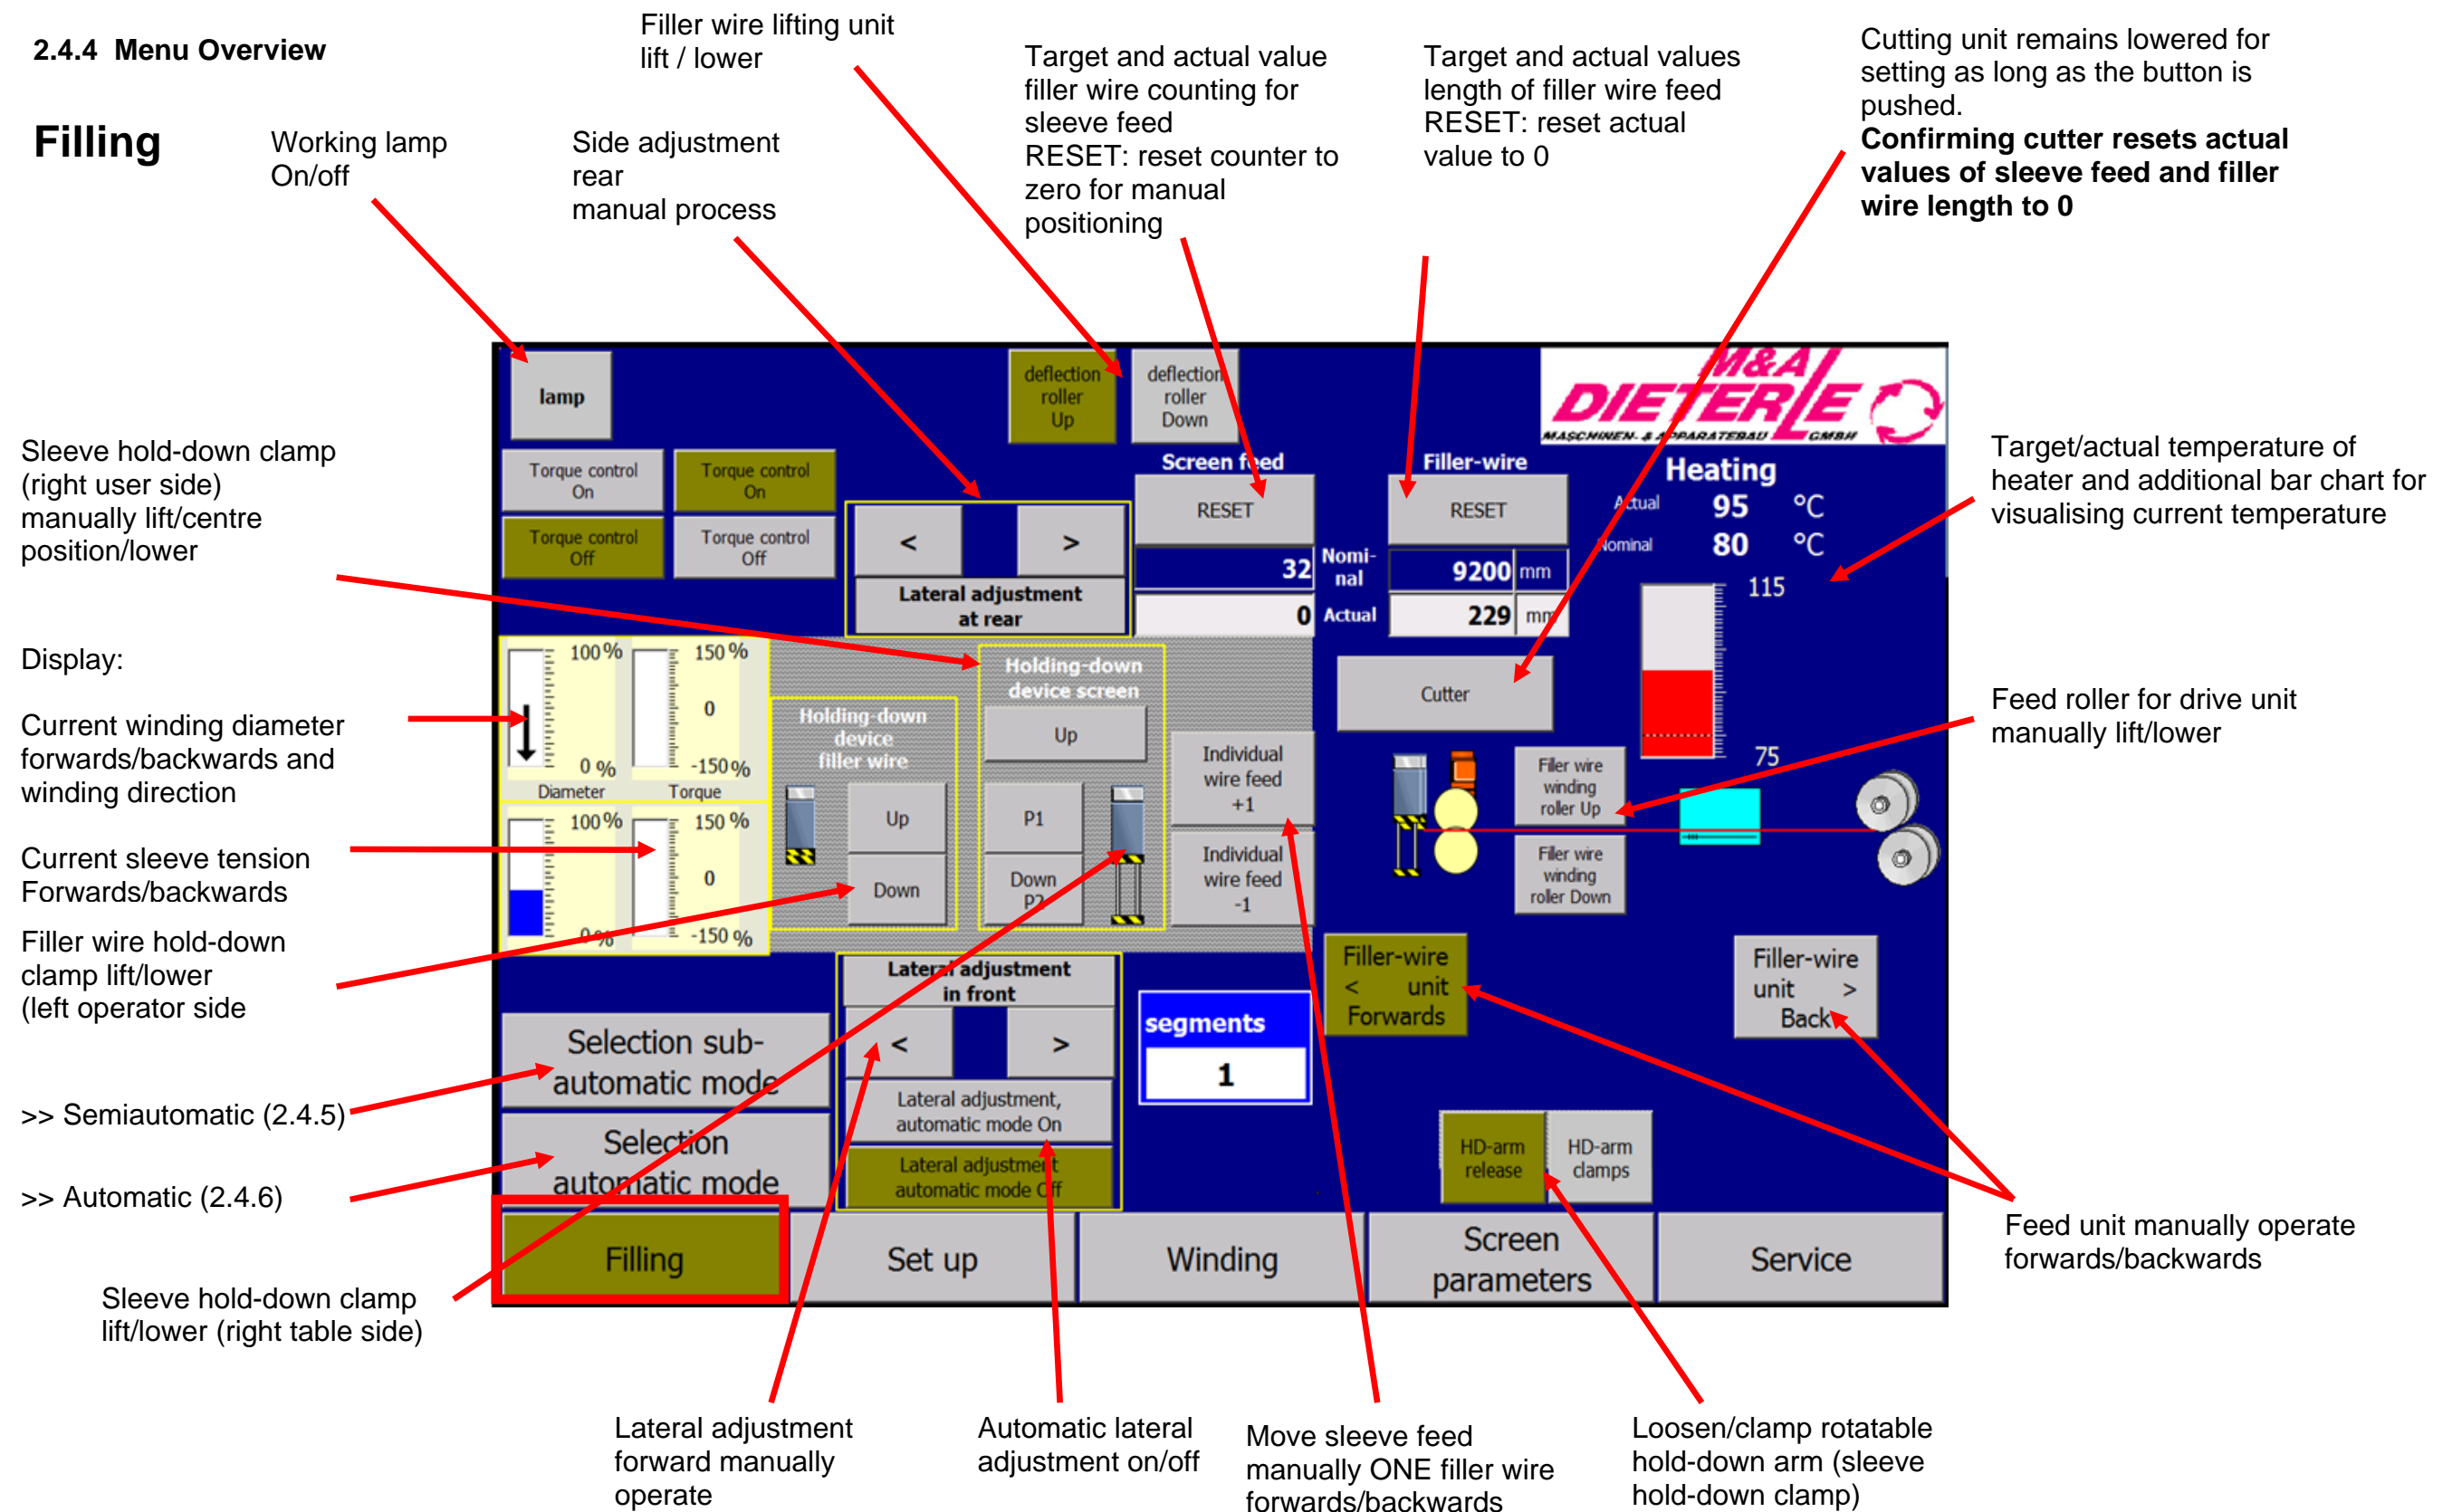 2.4.4 Menu Overview
Filling
Working lamp
On/off
Side adjustment
rear
manual process
Filler wire lifting unit
lift / lower
Target and actual value
filler wire counting for
sleeve feed
RESET: reset counter to
zero for manual
positioning
Target and actual values
length of filler wire feed
RESET: reset actual
value to 0
Cutting unit remains lowered for
setting as long as the button is
pushed.
Confirming cutter resets actual
values of sleeve feed and filler
wire length to 0
Sleeve hold-down clamp
(right user side)
manually lift/centre
position/lower
Display:
Current winding diameter
forwards/backwards and
winding direction
Current sleeve tension
Forwards/backwards
Filler wire hold-down
clamp lift/lower
(left operator side
>> Semiautomatic (2.4.5)
>> Automatic (2.4.6)
Sleeve hold-down clamp
lift/lower (right table side)
lamp
deflection
roller
Up
deflection
roller
Down
M&A
DIETERLE
MASCHINEN- & APPARATEBAU GMBH
Torque control
On
Torque control
On
Torque control
Off
Torque control
Off
< >
Lateral adjustment
at rear
Screen feed
RESET
32
0
Nomi-
nal
Actual
Filler-wire
RESET
9200 mm
229 mm
Heating
Actual 95 °C
Nominal 80 °C
115
75
100 %
0 %
Diameter
150 %
0
-150 %
Torque
100 %
0 %
150 %
0
-150 %
Holding-down
device
filler wire
Up
Down
Holding-down
device screen
Up
P1
Down
P2
Individual
wire feed
+1
Individual
wire feed
-1
Cutter
Filler wire
winding
roller Up
Filler wire
winding
roller Down
Filler-wire
< unit
Forwards
Filler-wire
unit >
Back
Selection sub-
automatic mode
Selection
automatic mode
Lateral adjustment
in front
< >
Lateral adjustment,
automatic mode On
Lateral adjustment
automatic mode Off
segments
1
HD-arm
release
HD-arm
clamps
Filling
Set up
Winding
Screen
parameters
Service
Target/actual temperature of
heater and additional bar chart for
visualising current temperature
Feed roller for drive unit
manually lift/lower
Feed unit manually operate
forwards/backwards
Lateral adjustment
forward manually
operate
Automatic lateral
adjustment on/off
Move sleeve feed
manually ONE filler wire
forwards/backwards
Loosen/clamp rotatable
hold-down arm (sleeve
hold-down clamp)